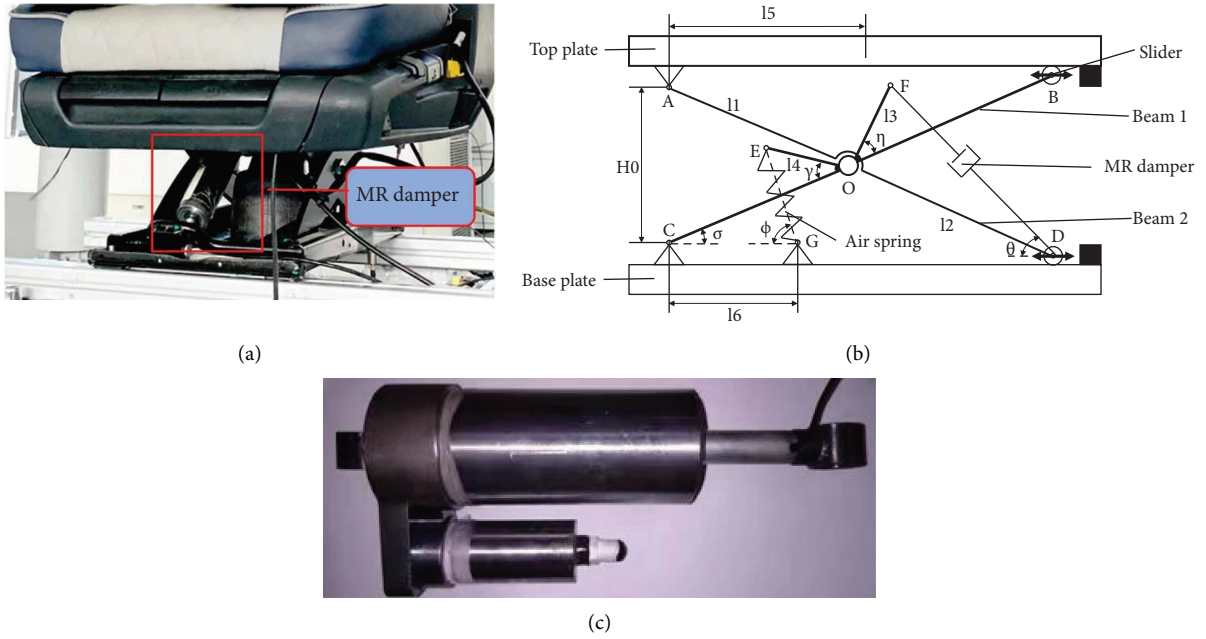 MR damper
(a)
l5
Top plate
Slider
A
B
F
l1
l3
Beam 1
η
E
H0
l4
γ
MR damper
O
C
σ
ϕ
G
Air spring
l2
Beam 2
D
θ
Base plate
l6
(b)
(c)